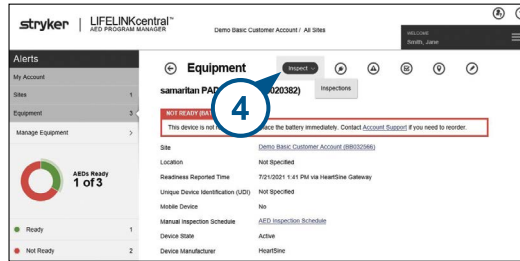 stryker
LIFELINKcentral™
AED PROGRAM MANAGER
Demo Basic Customer Account / All Sites
WELCOME
Smith, Jane
Alerts
My Account
Sites 1
Equipment 3
Manage Equipment
AEDs Ready
1 of 3
Ready 1
Not Ready 2
Equipment
Inspect
Inspections
samaritan PAD
020382)
4
NOT READY (BAT
This device is not
lace the battery immediately. Contact Account Support if you need to reorder.
Site Demo Basic Customer Account (BB032566)
Location Not Specified
Readiness Reported Time 7/21/2021 1:41 PM via HeartSine Gateway
Unique Device Identification (UDI) Not Specified
Mobile Device No
Manual Inspection Schedule AED Inspection Schedule
Device State Active
Device Manufacturer HeartSine